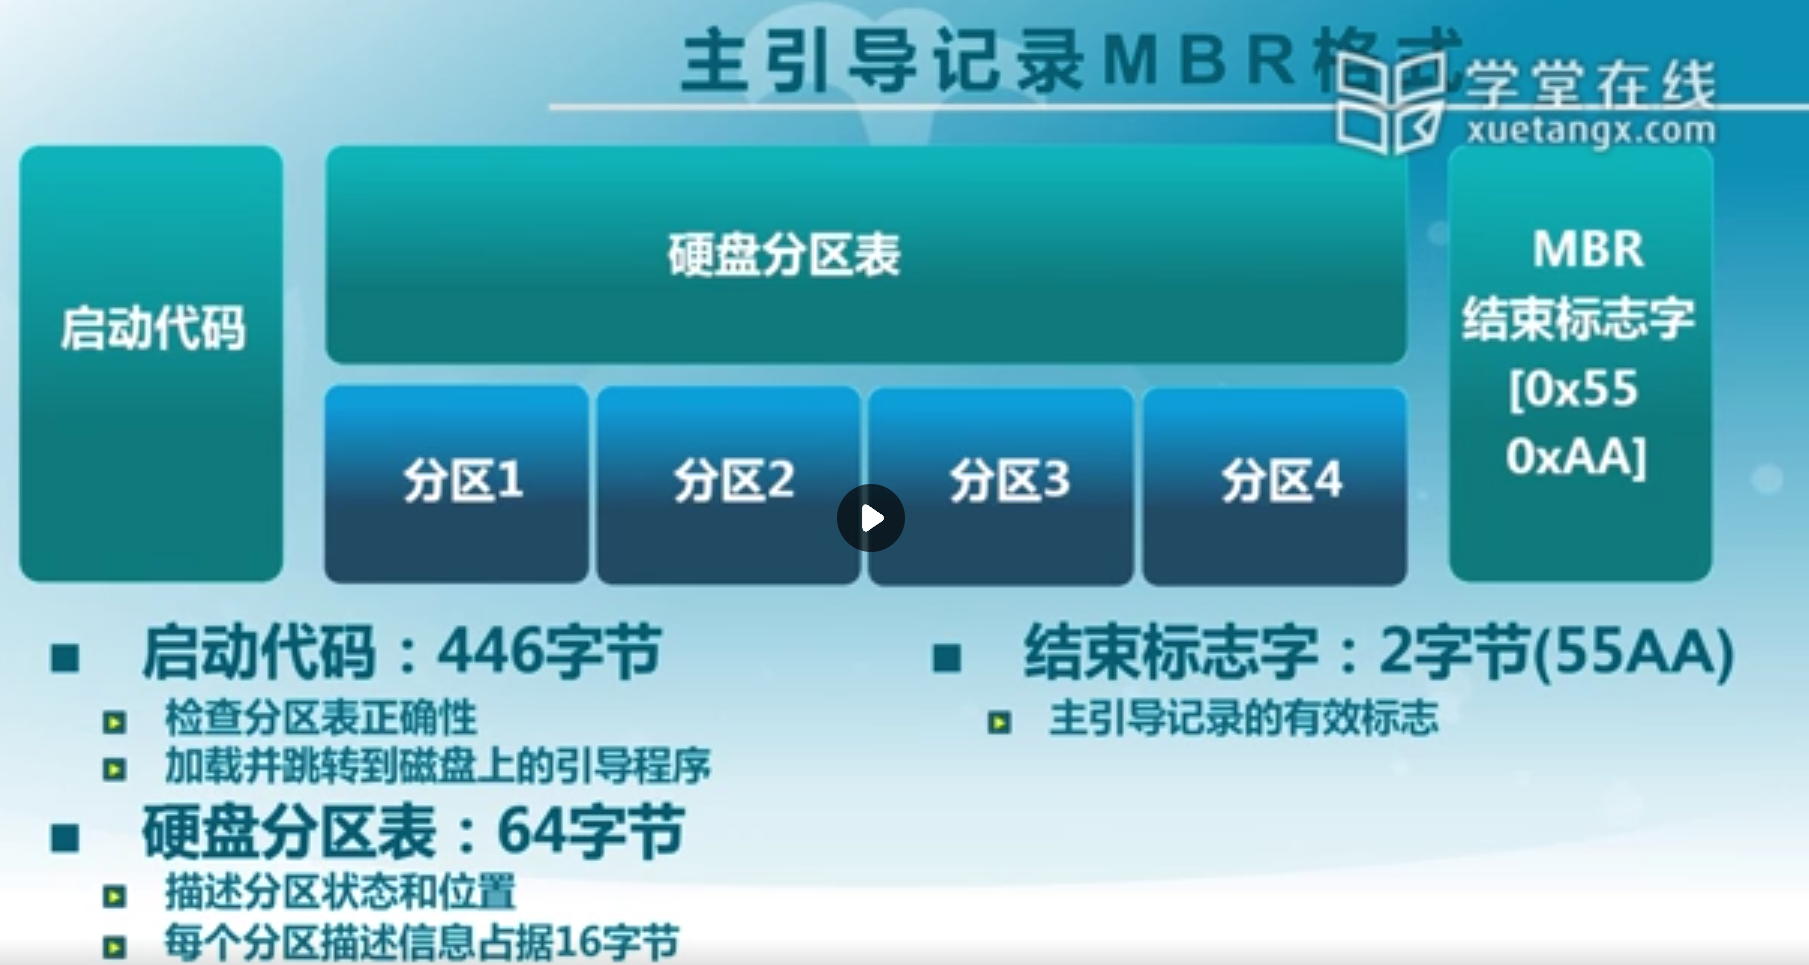 主引导记录MBR格式
学堂在线
xuetangx.com
启动代码
硬盘分区表
分区1
分区2
分区3
分区4
MBR
结束标志字
[0x55
0xAA]
启动代码：446字节
检查分区表正确性
加载并跳转到磁盘上的引导程序
硬盘分区表：64字节
描述分区状态和位置
每个分区描述信息占据16字节
结束标志字：2字节(55AA)
主引导记录的有效标志